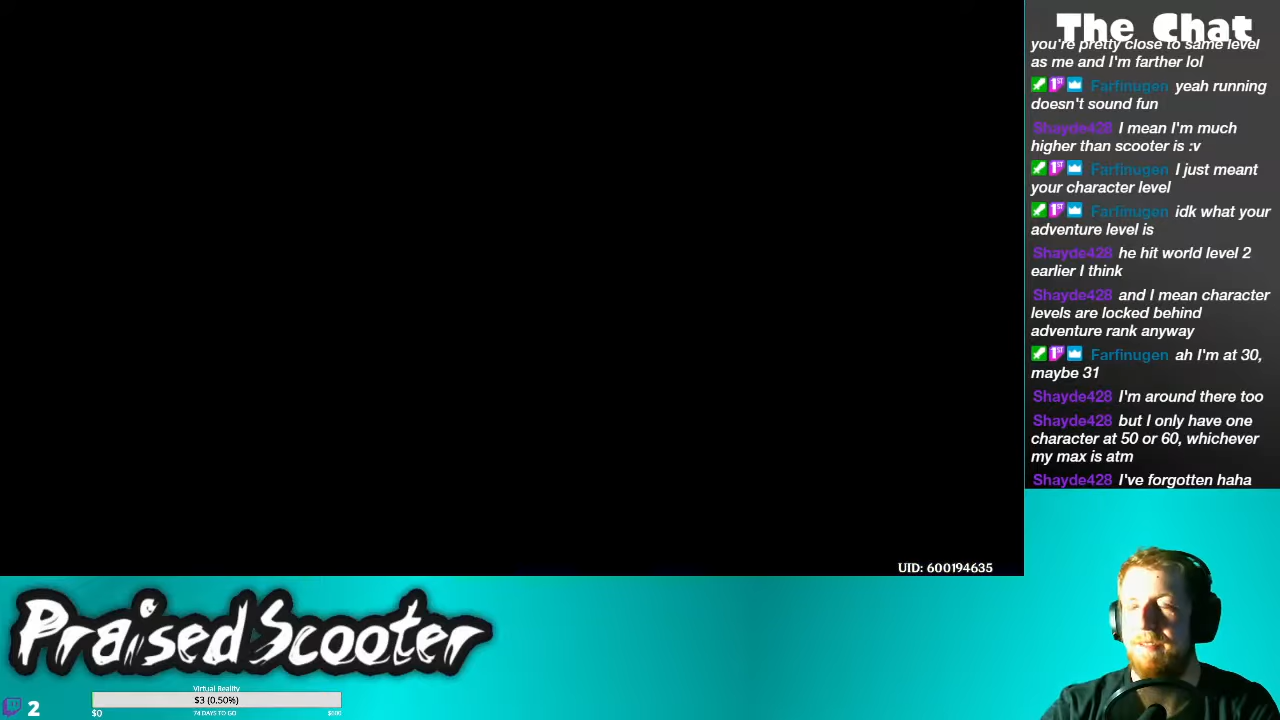 The Chat
you're pretty close to same level
as me and I'm farther lol
Farfinugen yeah running
doesn't sound fun
Shayde428 I mean I'm much
higher than scooter is :v
Farfinugen I just meant
your character level
Farfinugen idk what your
adventure level is
Shayde428 he hit world level 2
earlier I think
Shayde428 and I mean character
levels are locked behind
adventure rank anyway
Farfinugen ah I'm at 30,
maybe 31
Shayde428 I'm around there too
Shayde428 but I only have one
character at 50 or 60, whichever
my max is atm
Shayde428 I've forgotten haha
UID: 600194635
PraisedScooter
Virtual Reality
$3 (0.50%)
$0 74 DAYS TO GO
2